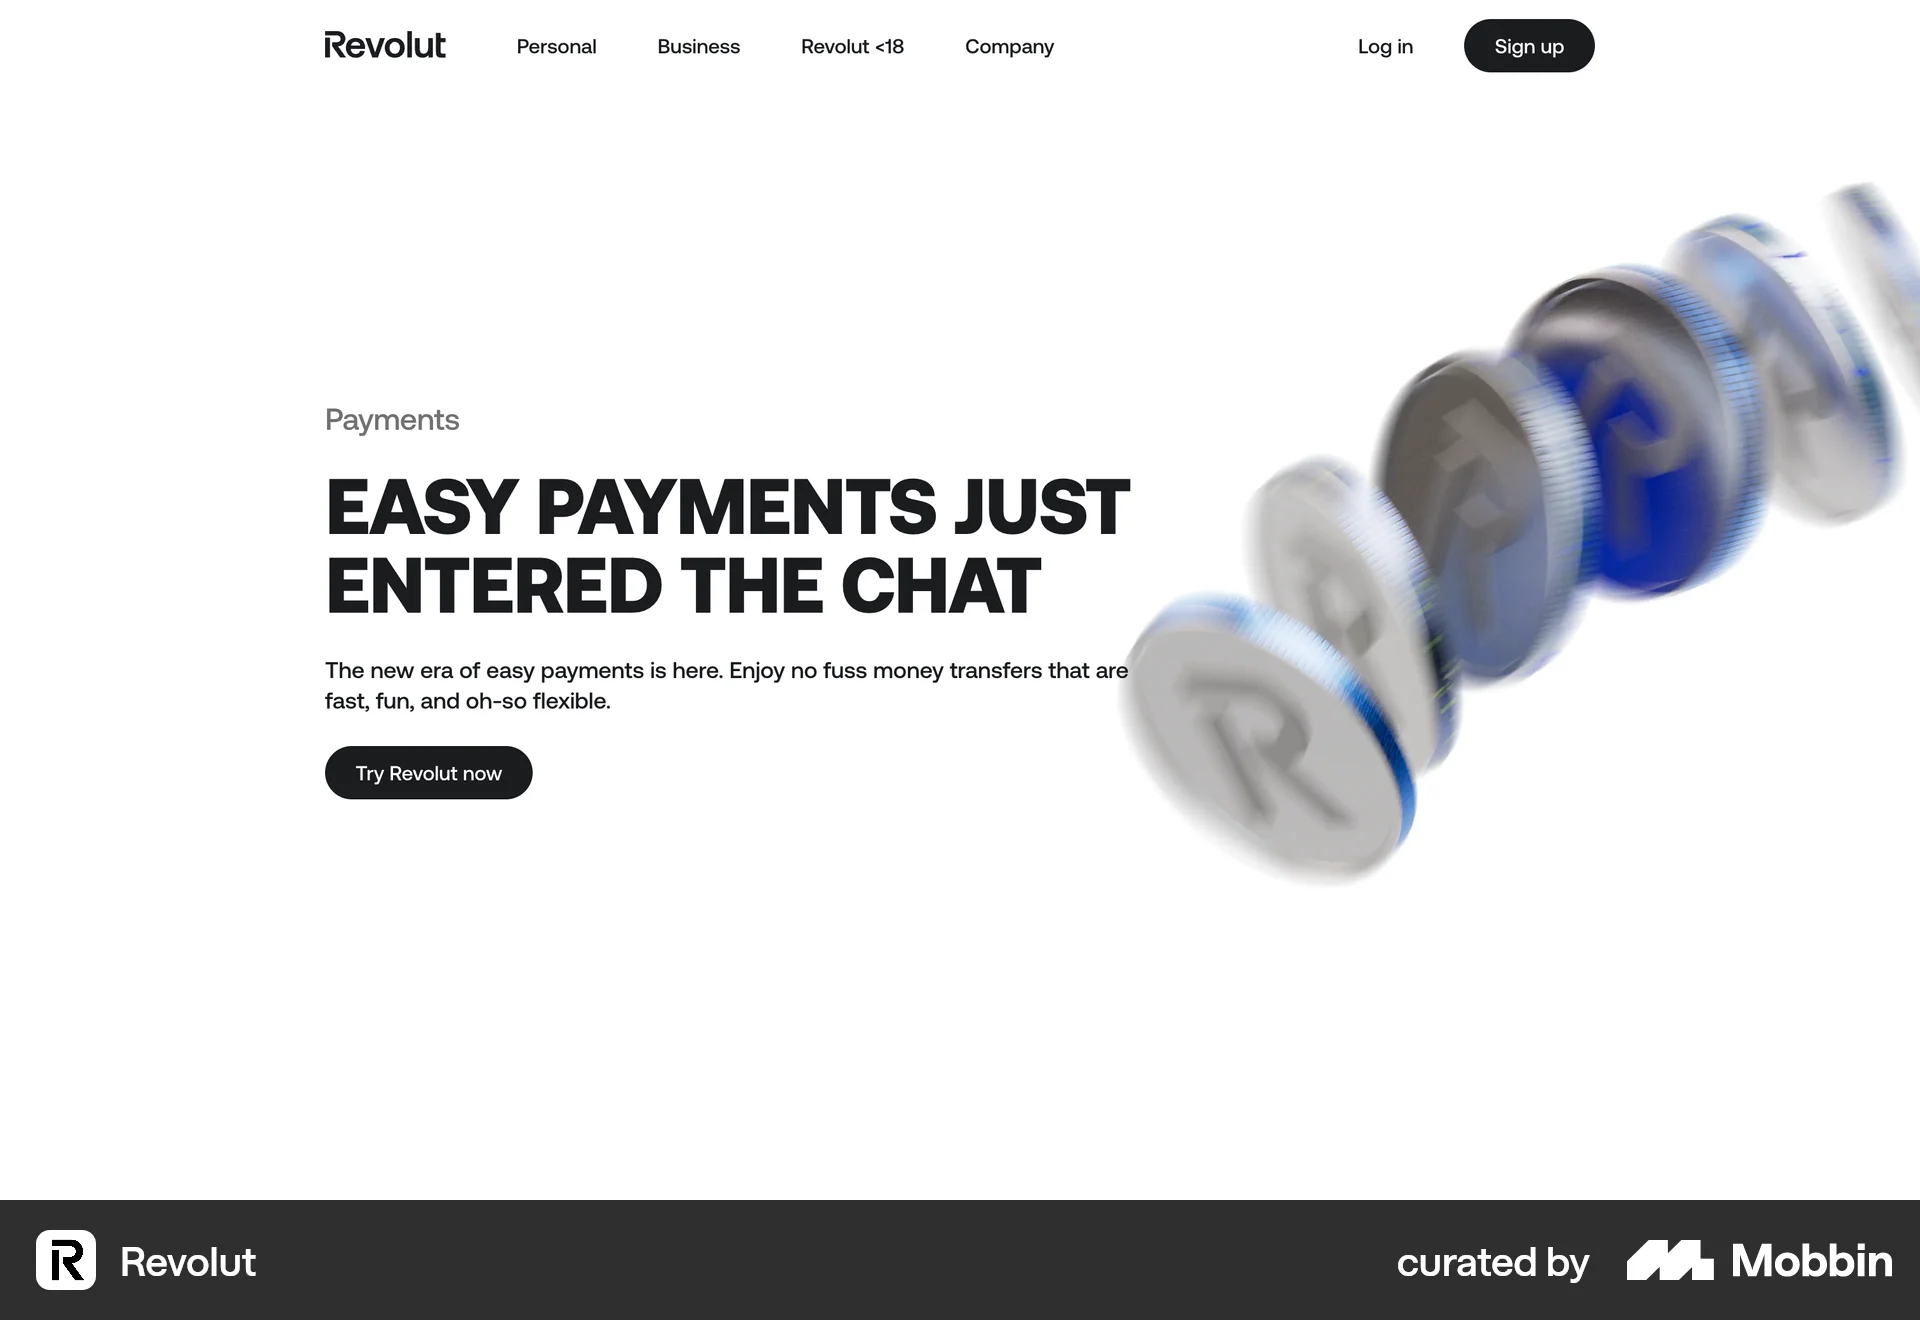 Revolut
Personal
Business
Revolut <18
Company
Log in
Sign up
Payments
EASY PAYMENTS JUST
ENTERED THE CHAT
The new era of easy payments is here. Enjoy no fuss money transfers that are
fast, fun, and oh-so flexible.
Try Revolut now
R
R
R
R
R
R
Revolut
curated by
Mobbin